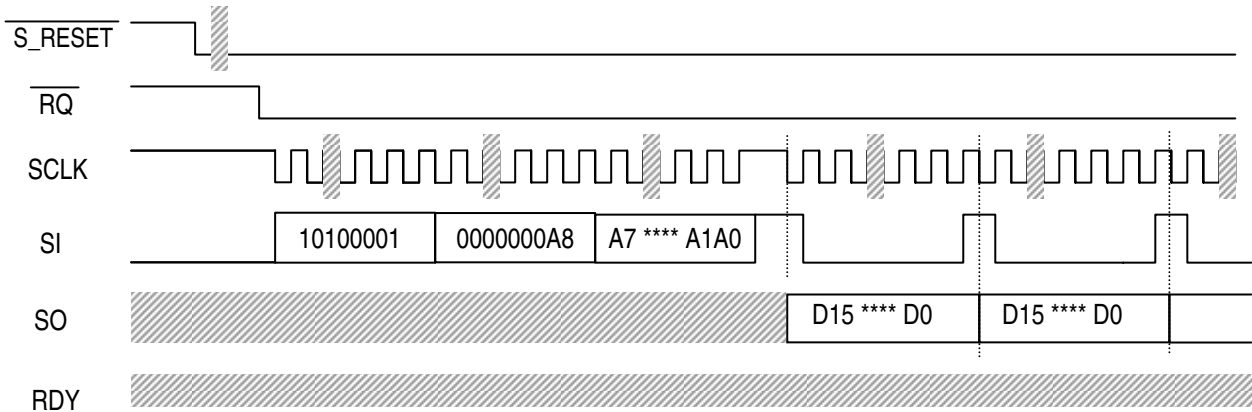 S_RESET
RQ
SCLK
SI 10100001 0000000A8 A7 **** A1A0
SO D15 **** D0 D15 **** D0
RDY